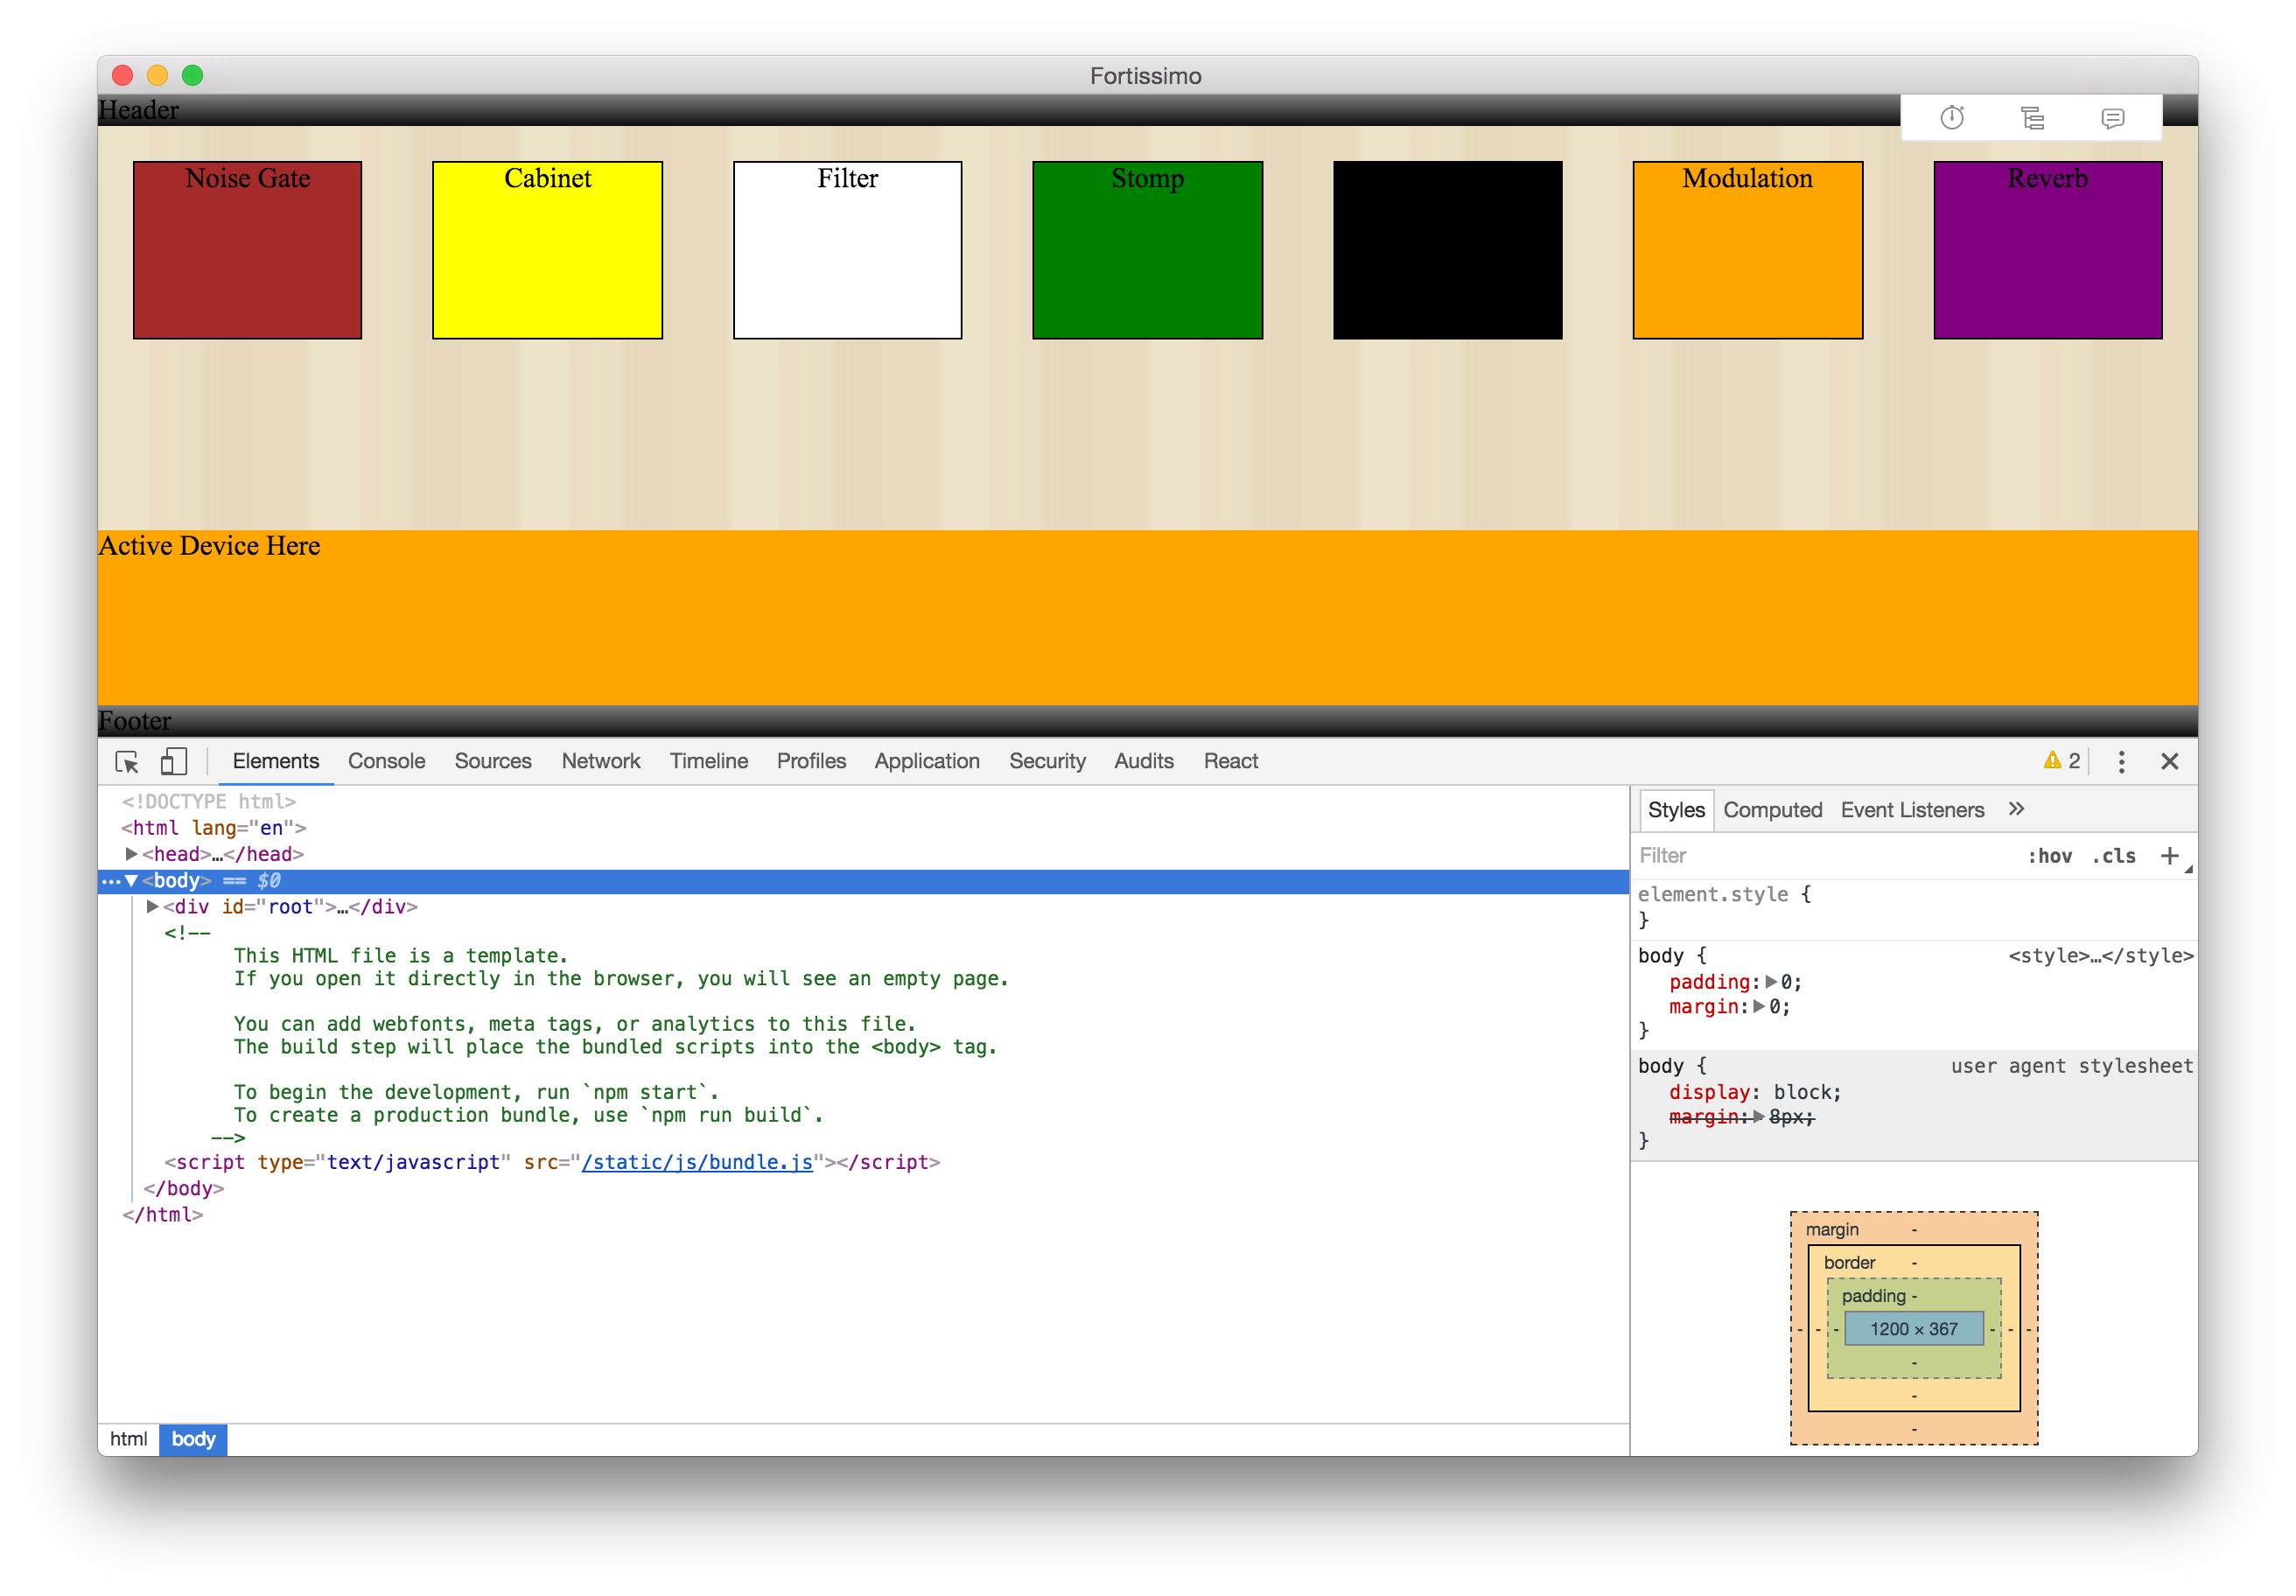 Fortissimo
Header
Noise Gate Cabinet Filter Stomp Modulation Reverb
Active Device Here
Footer
Elements Console Sources Network Timeline Profiles Application Security Audits React 2
<!DOCTYPE html>
<html lang="en">
<head>…</head>
<body> == $0
<div id="root">…</div>
<!--
This HTML file is a template.
If you open it directly in the browser, you will see an empty page.
You can add webfonts, meta tags, or analytics to this file.
The build step will place the bundled scripts into the <body> tag.
To begin the development, run `npm start`.
To create a production bundle, use `npm run build`.
-->
<script type="text/javascript" src="/static/js/bundle.js"></script>
</body>
</html>
html body
Styles Computed Event Listeners »
Filter :hov .cls +
element.style {
}
body { <style>…</style>
padding: 0;
margin: 0;
}
body { user agent stylesheet
display: block;
margin: 8px;
}
margin -
border -
padding -
- - - 1200 × 367 - - -
-
-
-